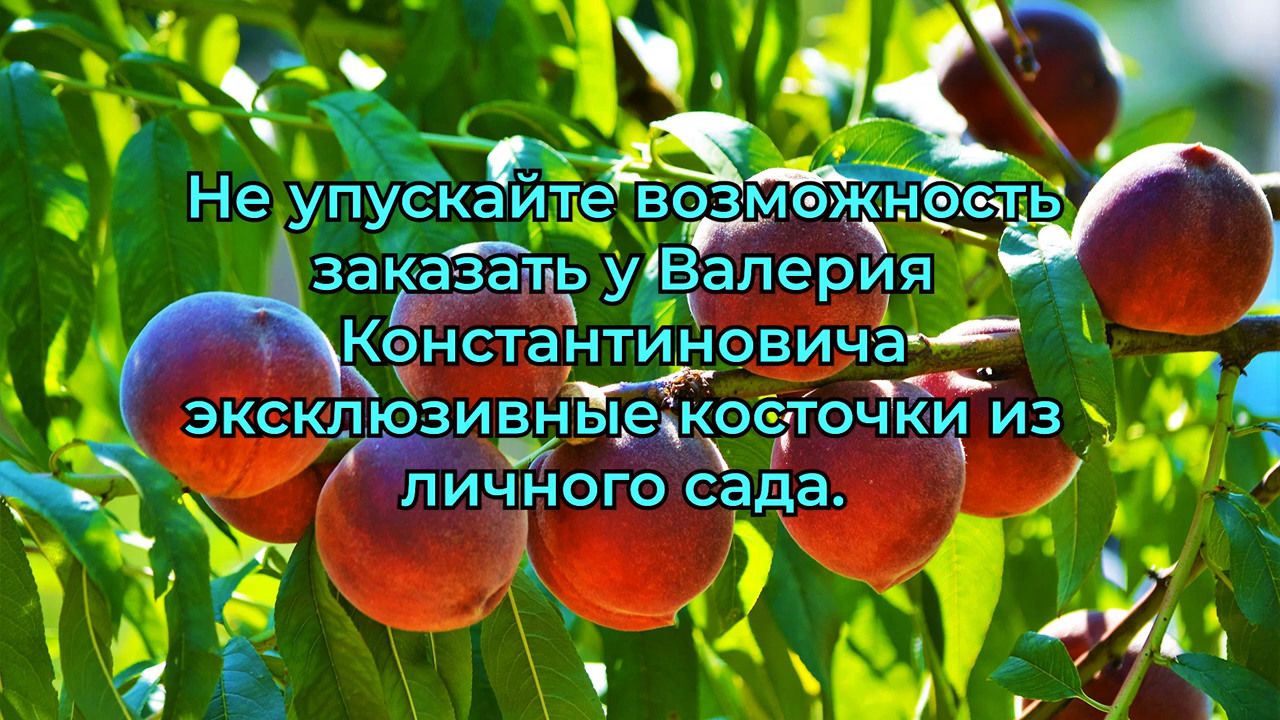 Не упускайте возможность
заказать у Валерия
Константиновича
эксклюзивные косточки из
личного сада.